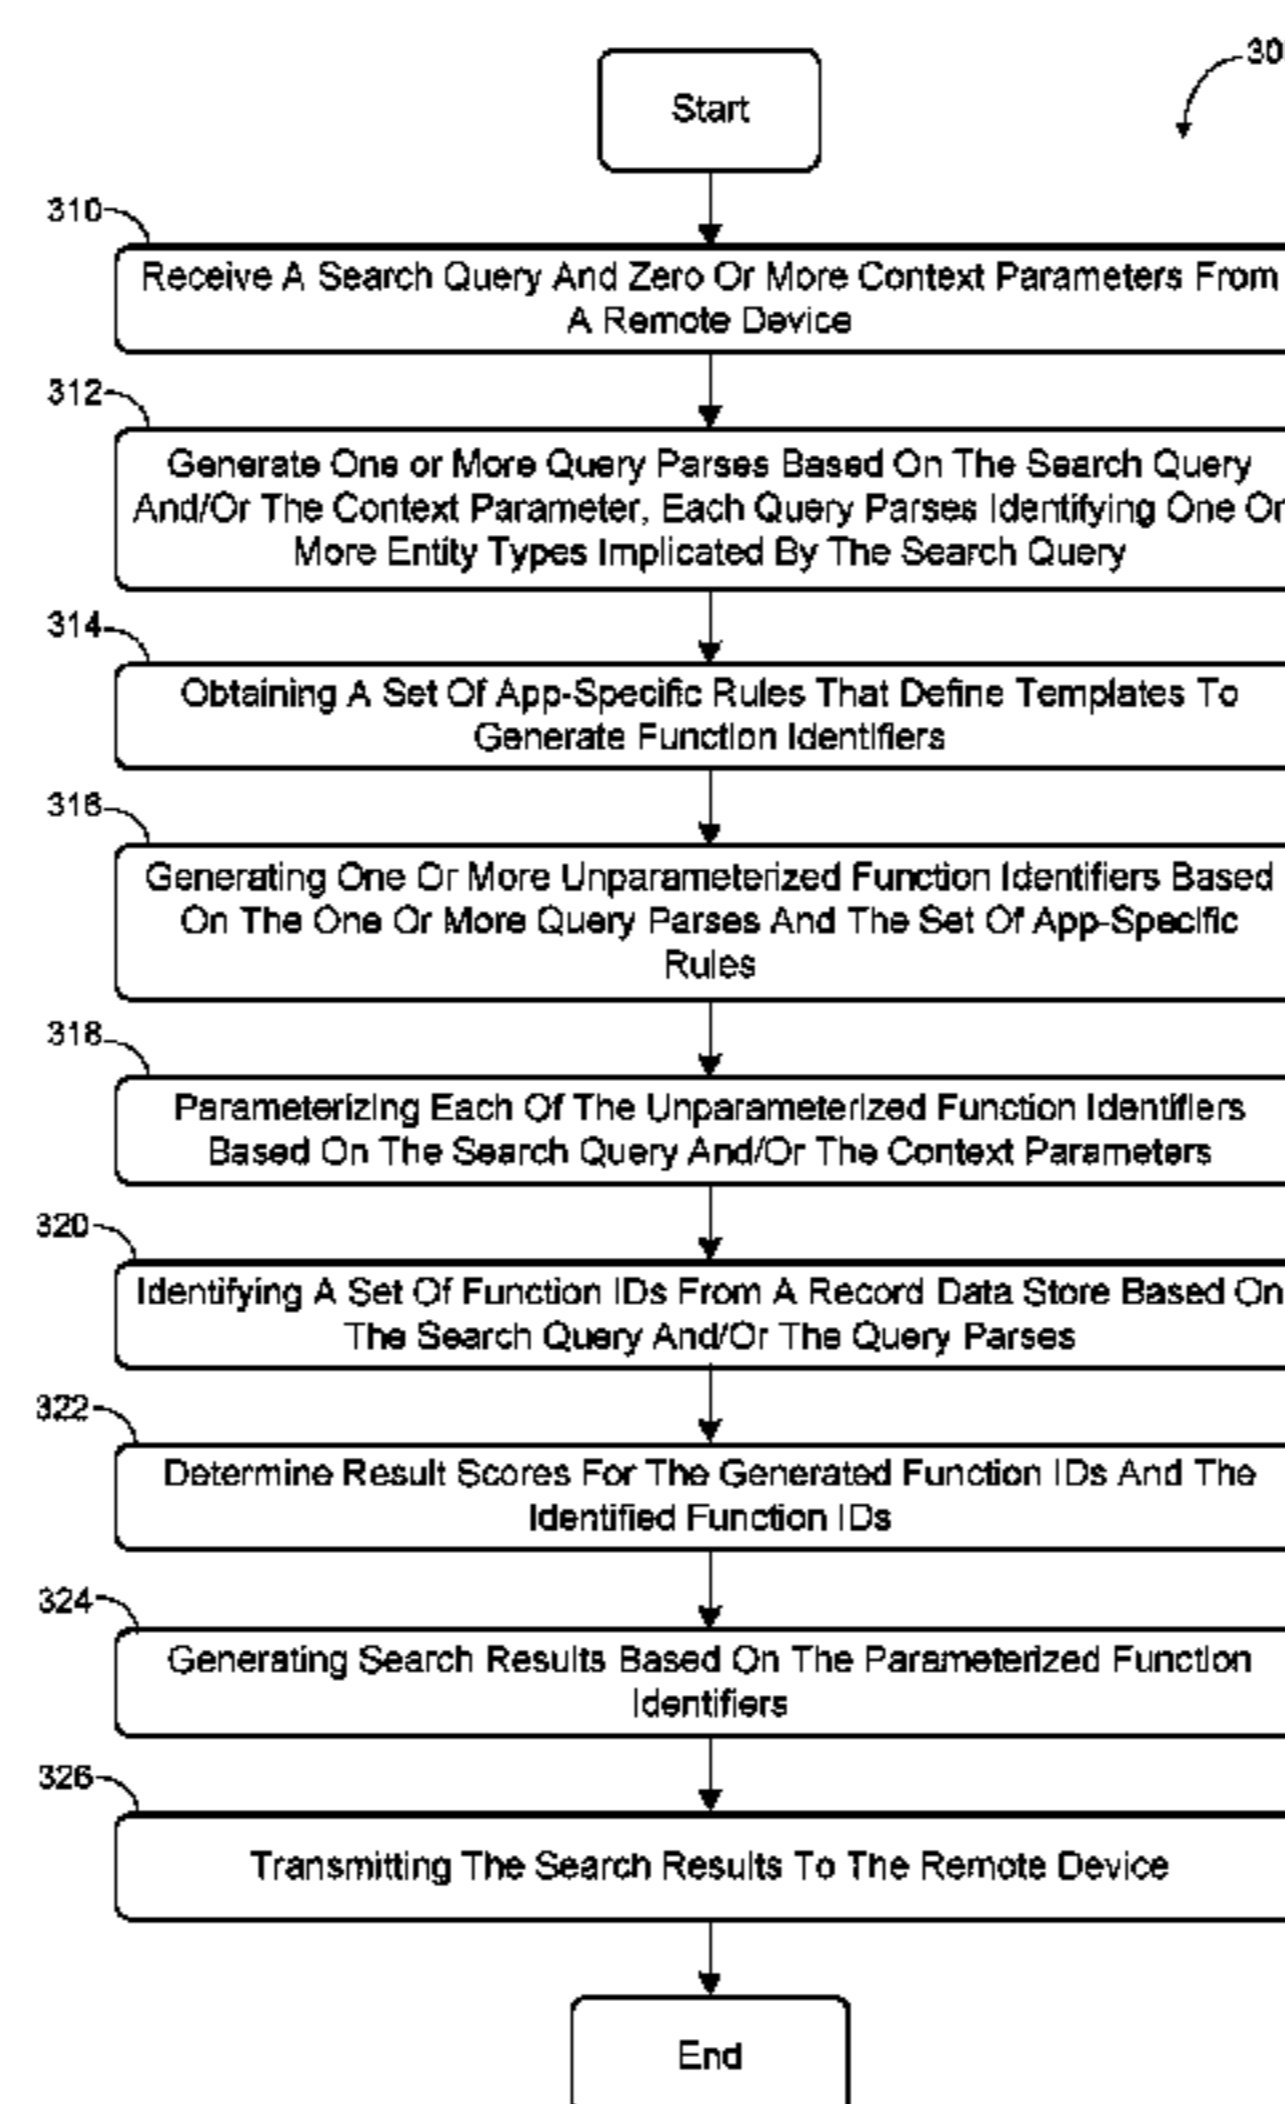 Start
30
310
Receive A Search Query And Zero Or More Context Parameters From
A Remote Device
312
Generate One or More Query Parses Based On The Search Query
And/Or The Context Parameter, Each Query Parses Identifying One Or
More Entity Types Implicated By The Search Query
314
Obtaining A Set Of App-Specific Rules That Define Templates To
Generate Function Identifiers
316
Generating One Or More Unparameterized Function Identifiers Based
On The One Or More Query Parses And The Set Of App-Specific
Rules
318
Parameterizing Each Of The Unparameterized Function Identifiers
Based On The Search Query And/Or The Context Parameters
320
Identifying A Set Of Function IDs From A Record Data Store Based On
The Search Query And/Or The Query Parses
322
Determine Result Scores For The Generated Function IDs And The
Identified Function IDs
324
Generating Search Results Based On The Parameterized Function
Identifiers
326
Transmitting The Search Results To The Remote Device
End